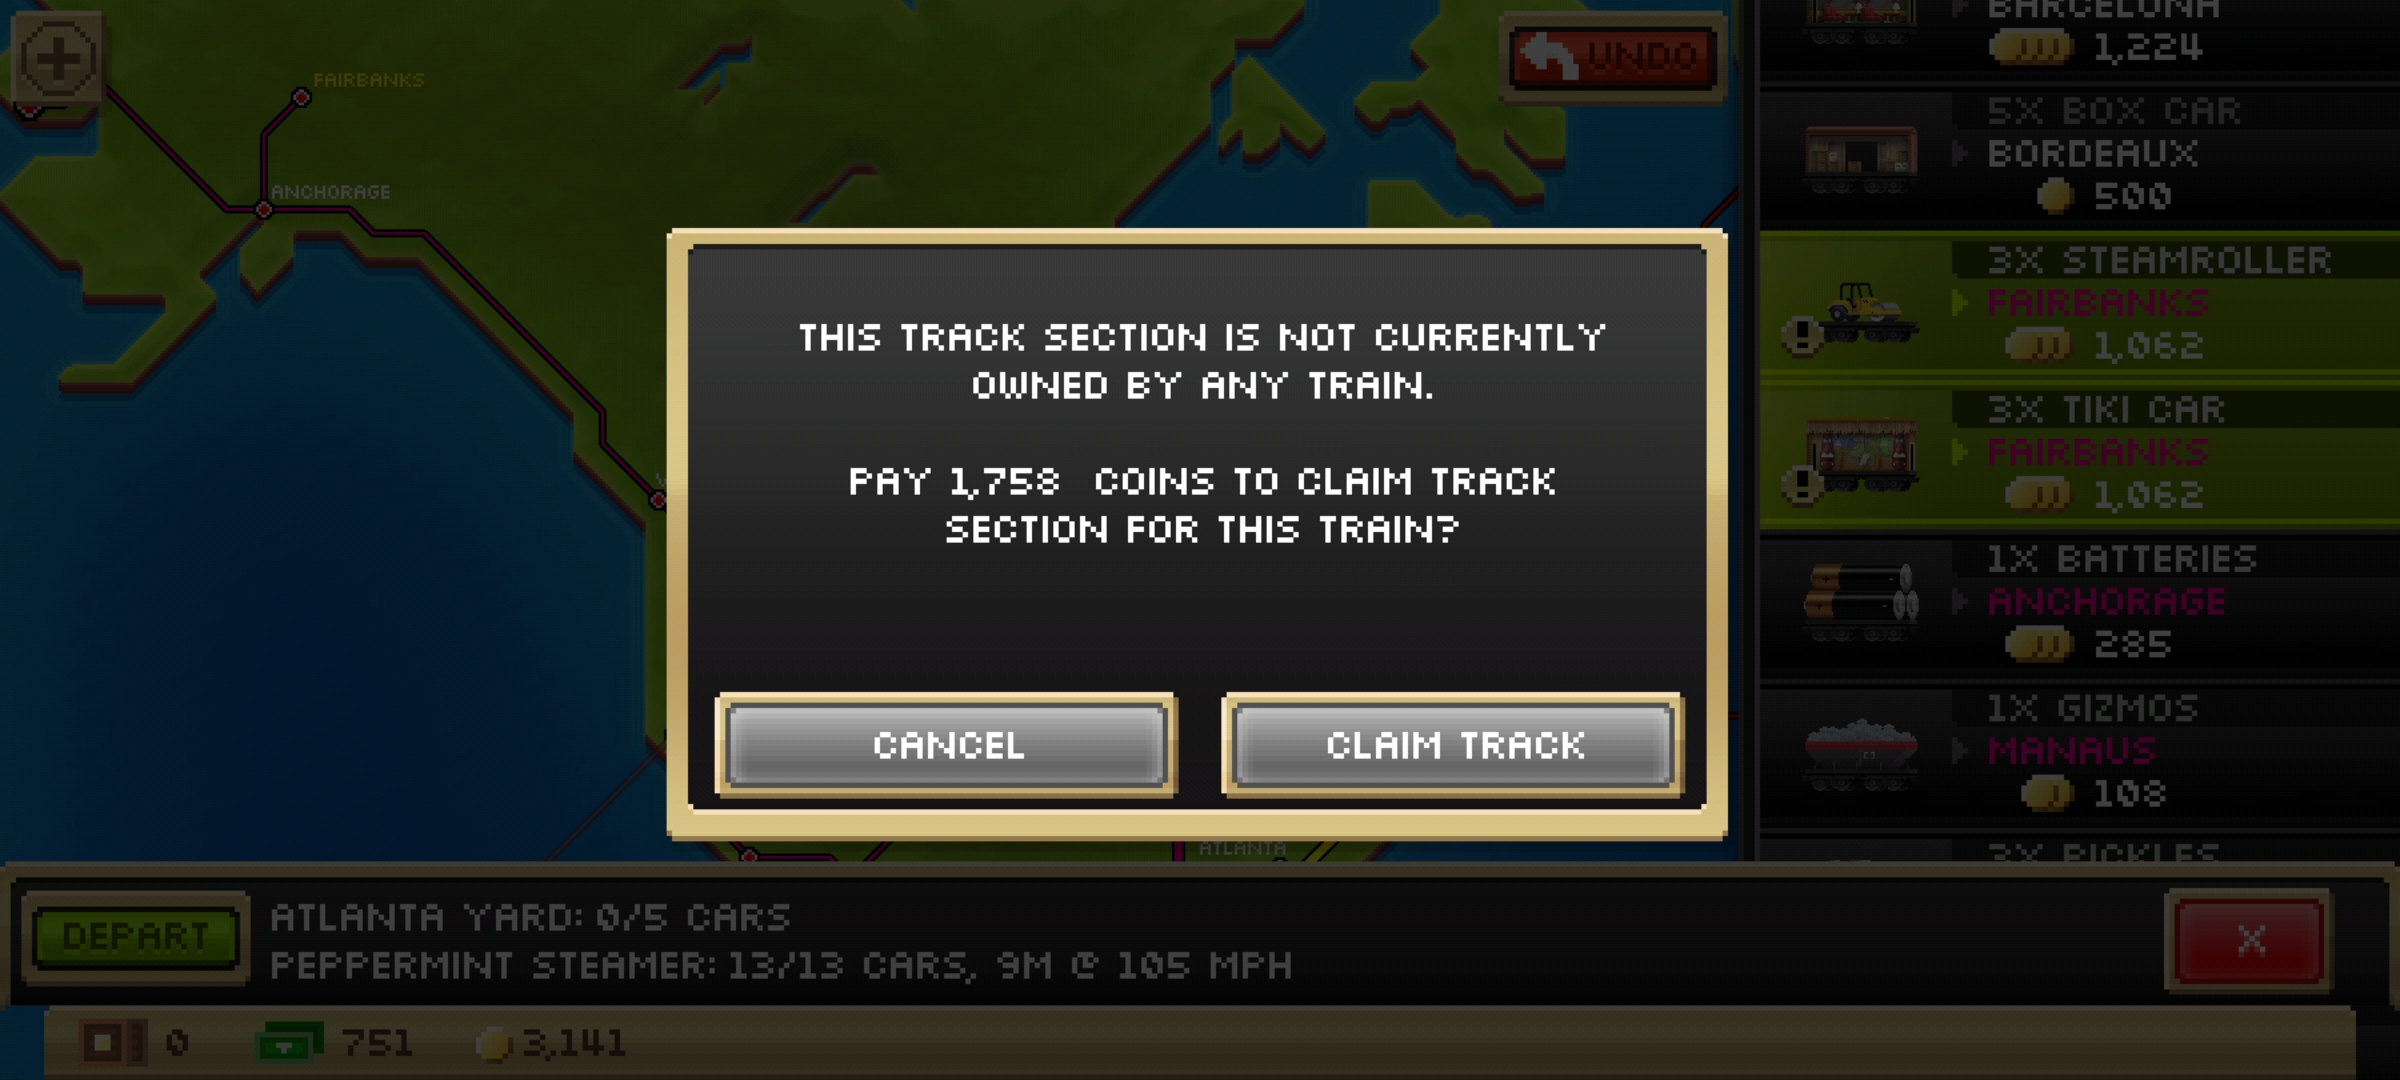 FAIRBANKS
ANCHORAGE
UNDO
BARCELONA
1,224
5X BOX CAR
BORDEAUX
500
3X STEAMROLLER
FAIRBANKS
1,062
3X TIKI CAR
FAIRBANKS
1,062
1X BATTERIES
ANCHORAGE
285
1X GIZMOS
MANAUS
108
3X PICKLES
THIS TRACK SECTION IS NOT CURRENTLY
OWNED BY ANY TRAIN.
PAY 1,758 COINS TO CLAIM TRACK
SECTION FOR THIS TRAIN?
CANCEL
CLAIM TRACK
ATLANTA
DEPART
ATLANTA YARD: 0/5 CARS
PEPPERMINT STEAMER: 13/13 CARS, 9M @ 105 MPH
X
0
751
3,141